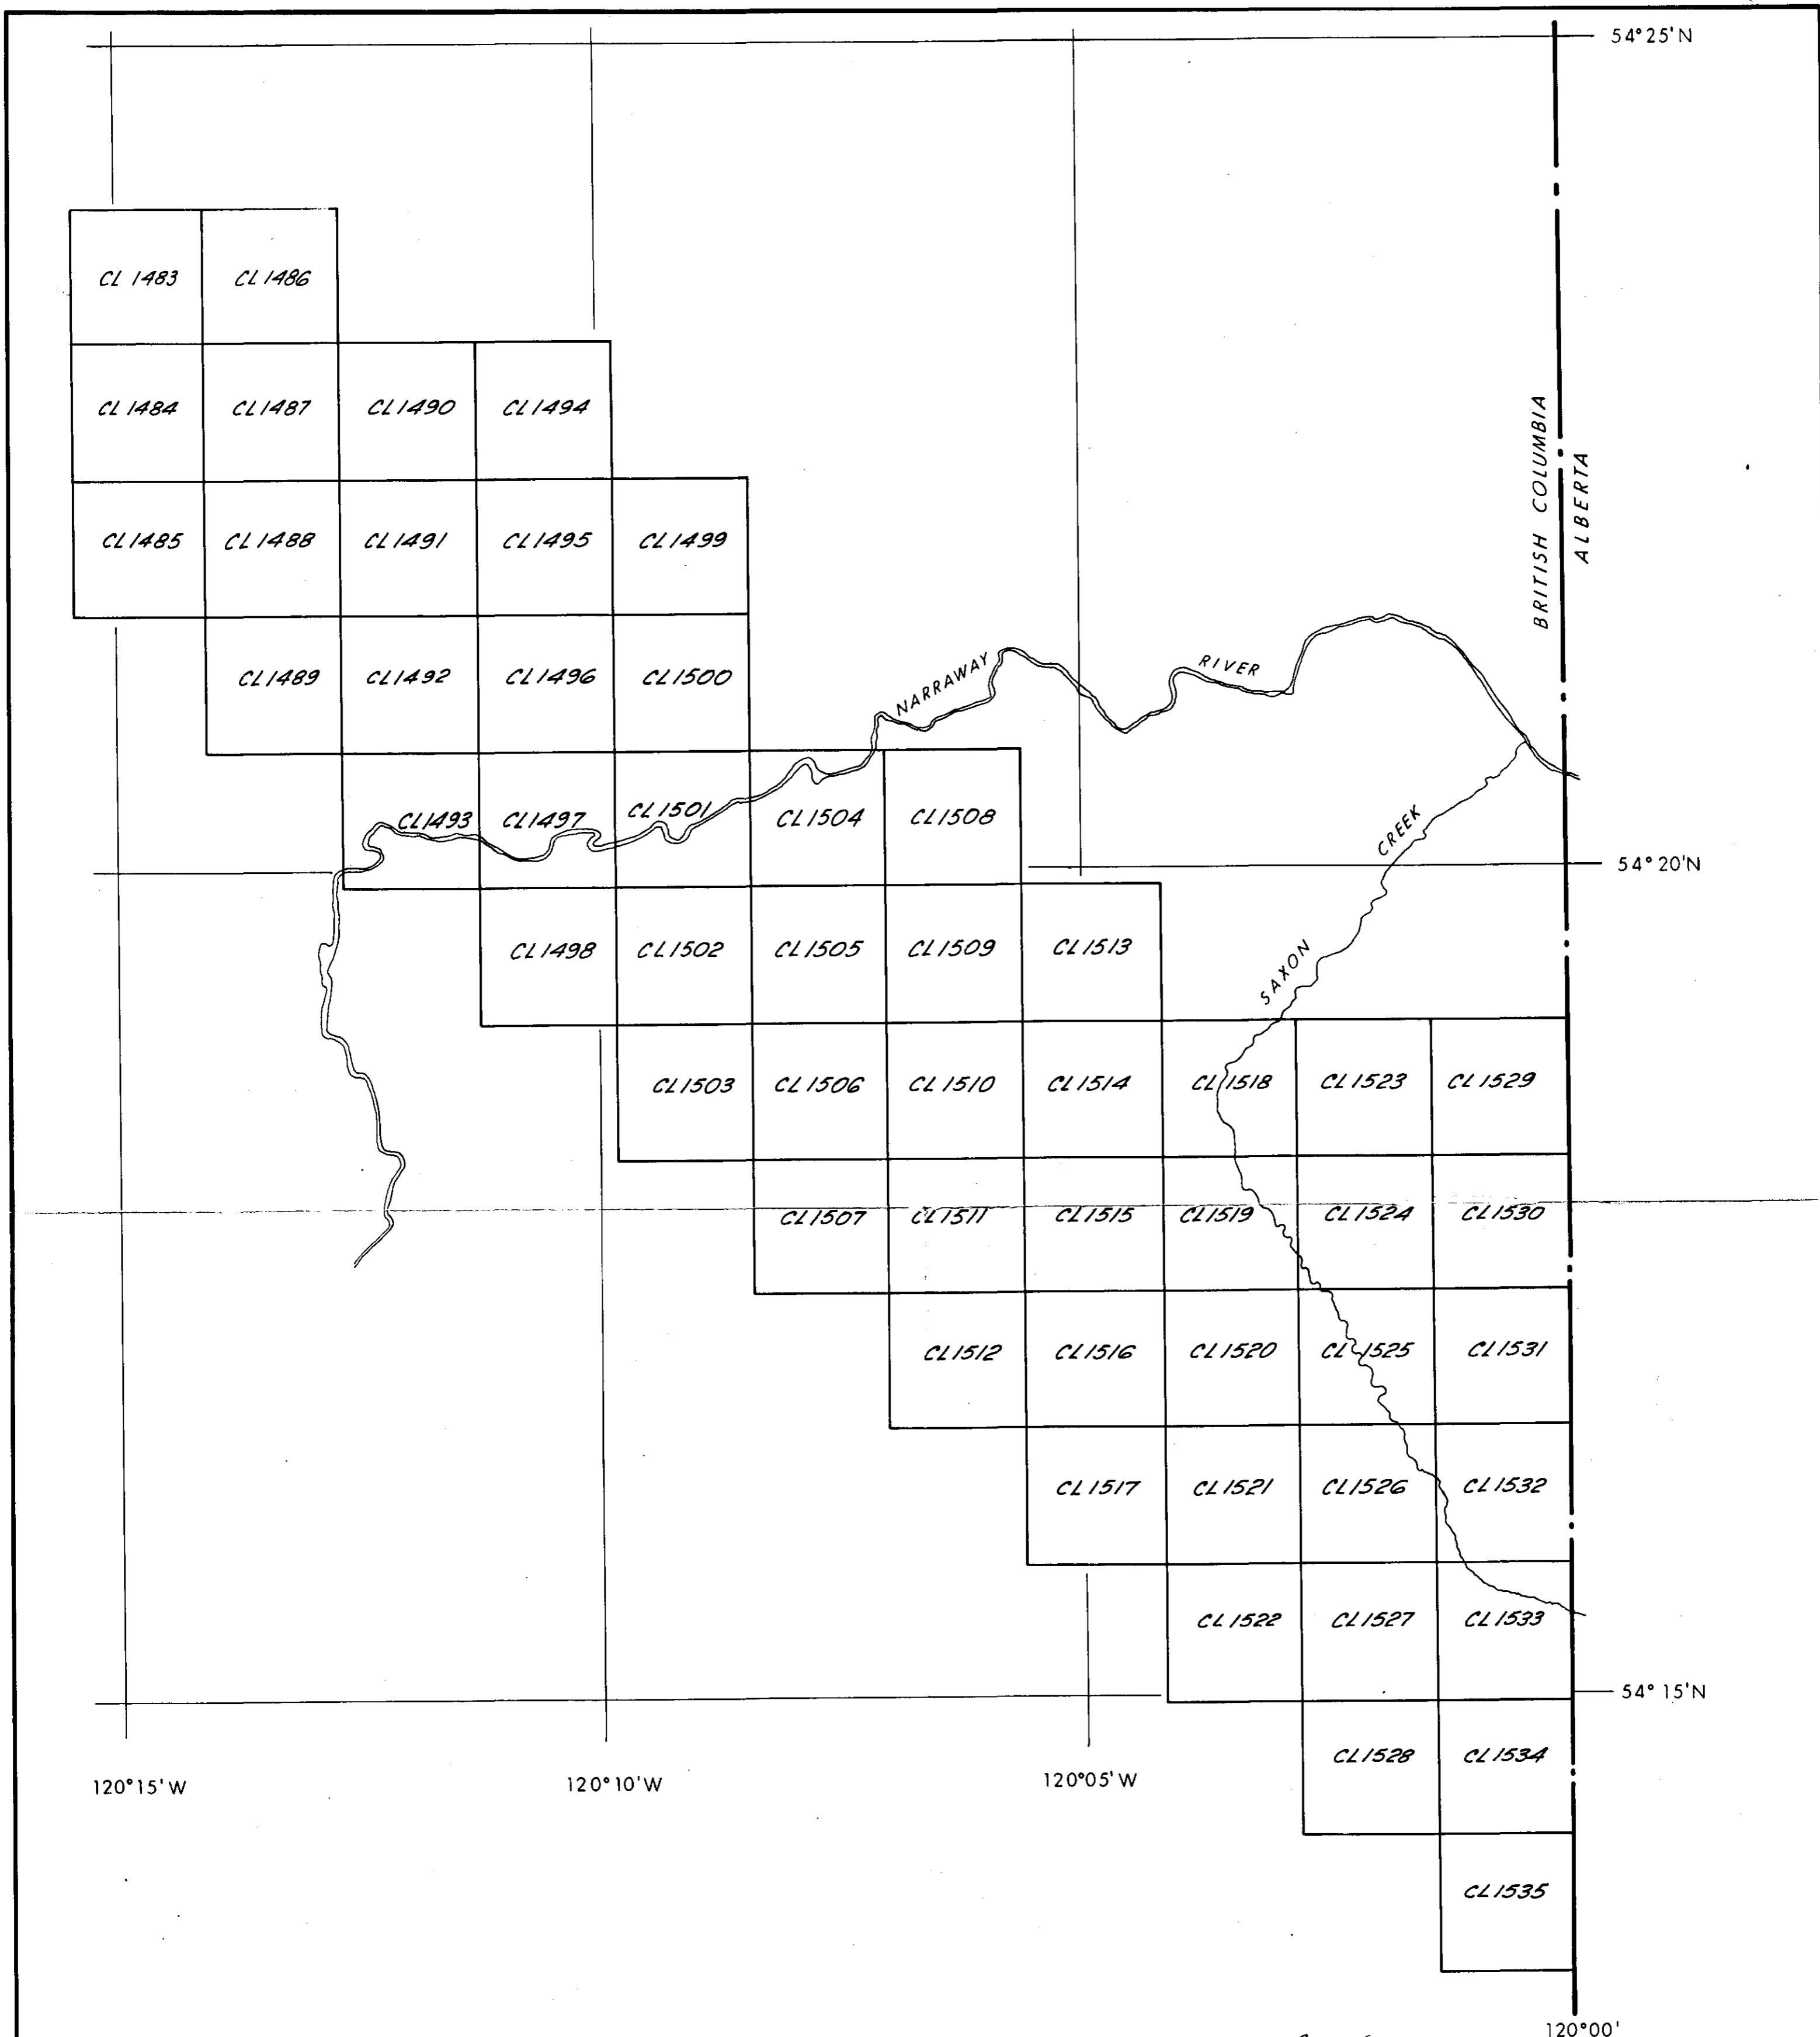 54°25'N
CL 1483 CL 1486
CL 1484 CL 1487 CL 1490 CL 1494
BRITISH COLUMBIA
ALBERTA
CL 1485 CL 1488 CL 1491 CL 1495 CL 1499
CL 1489 CL 1492 CL 1496 CL 1500
NARRAWAY RIVER
CL 1493 CL 1497 CL 1501 CL 1504 CL 1508
SAXON CREEK
54°20'N
CL 1498 CL 1502 CL 1505 CL 1509 CL 1513
CL 1503 CL 1506 CL 1510 CL 1514 CL 1518 CL 1523 CL 1529
CL 1507 CL 1511 CL 1515 CL 1519 CL 1524 CL 1530
CL 1512 CL 1516 CL 1520 CL 1525 CL 1531
CL 1517 CL 1521 CL 1526 CL 1532
CL 1522 CL 1527 CL 1533
54°15'N
CL 1528 CL 1534
120°15'W 120°10'W 120°05'W
CL 1535
120°00'